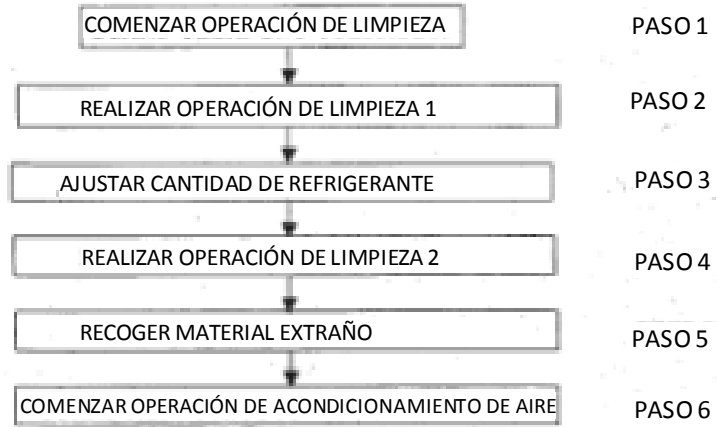 COMENZAR OPERACIÓN DE LIMPIEZA PASO 1
REALIZAR OPERACIÓN DE LIMPIEZA 1 PASO 2
AJUSTAR CANTIDAD DE REFRIGERANTE PASO 3
REALIZAR OPERACIÓN DE LIMPIEZA 2 PASO 4
RECOGER MATERIAL EXTRAÑO PASO 5
COMENZAR OPERACIÓN DE ACONDICIONAMIENTO DE AIRE PASO 6